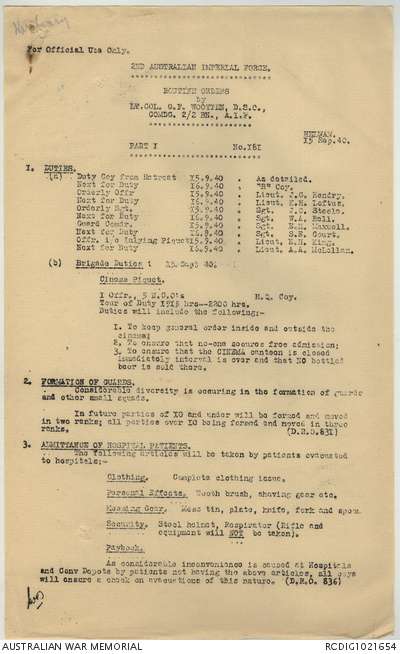 For Official Use Only.
2ND AUSTRALIAN IMPERIAL FORCE.
ROUTINE ORDERS
by
LT.COL. G.F. WOOTTEN, D.S.O.,
COMDG. 2/2 BN., A.I.F.
HELWAN.
15 Sep. 40.
PART I No.181
I. DUTIES.
(a) Duty Coy from Retreat 15.9.40 . As detailed.
Next for Duty 16.9.40 . "B" Coy.
Orderly Offr 15.9.40 . Lieut. J.G. Hendry.
Next for Duty 16.9.40 . Lieut. E.H. Loftus.
Orderly Sgt. 15.9.40 . Sgt. J.C. Steele.
Next for Duty 16.9.40 . Sgt. W.A. Bell.
Guard Comdr. 15.9.40 . Sgt. E.H. Maxwell.
Next for Duty 16.9.40 . Sgt. S.E. Court.
Offr. i/c Inlying Piquet 15.9.40 . Lieut. E.H. King.
Next for Duty 16.9.40 . Lieut. A.A. McLellan.
(b) Brigade Duties : 15 Sept 40:
Cinema Piquet.
I Offr., 5 N.C.O's H.Q. Coy.
Tour of Duty 1915 hrs--2200 hrs.
Duties will include the following:-
1. To keep general order inside and outside the
cinema;
2. To ensure that no-one secures free admission;
3. To ensure that the CINEMA canteen is closed
immediately interval is over and that NO bottled
beer is sold there.
2. FORMATION OF GUARDS.
Considerable diversity is occuring in the formation of guards
and other small squads.
In future parties of IO and under will be formed and moved
in two ranks; all parties over IO being formed and moved in three
ranks. (D.R.O.831)
3. ADMITTANCE OF HOSPITAL PATIENTS.
The following articles will be taken by patients evacuated
to hospitals;-
Clothing. Complete clothing issue.
Personal Effects. Tooth brush, shaving gear etc.
Messing Gear. Mess tin, plate, knife, fork and spoon.
Security. Steel helmet, Respirator (Rifle and
equipment will NOT be taken).
Paybook.
As considerable inconvenience is caused at Hospitals
and Conv Depots by patients not having the above articles, all coys
will ensure a check on evacuations of this nature. (D.R.O. 836)
AUSTRALIAN WAR MEMORIAL
RCDIG1021654